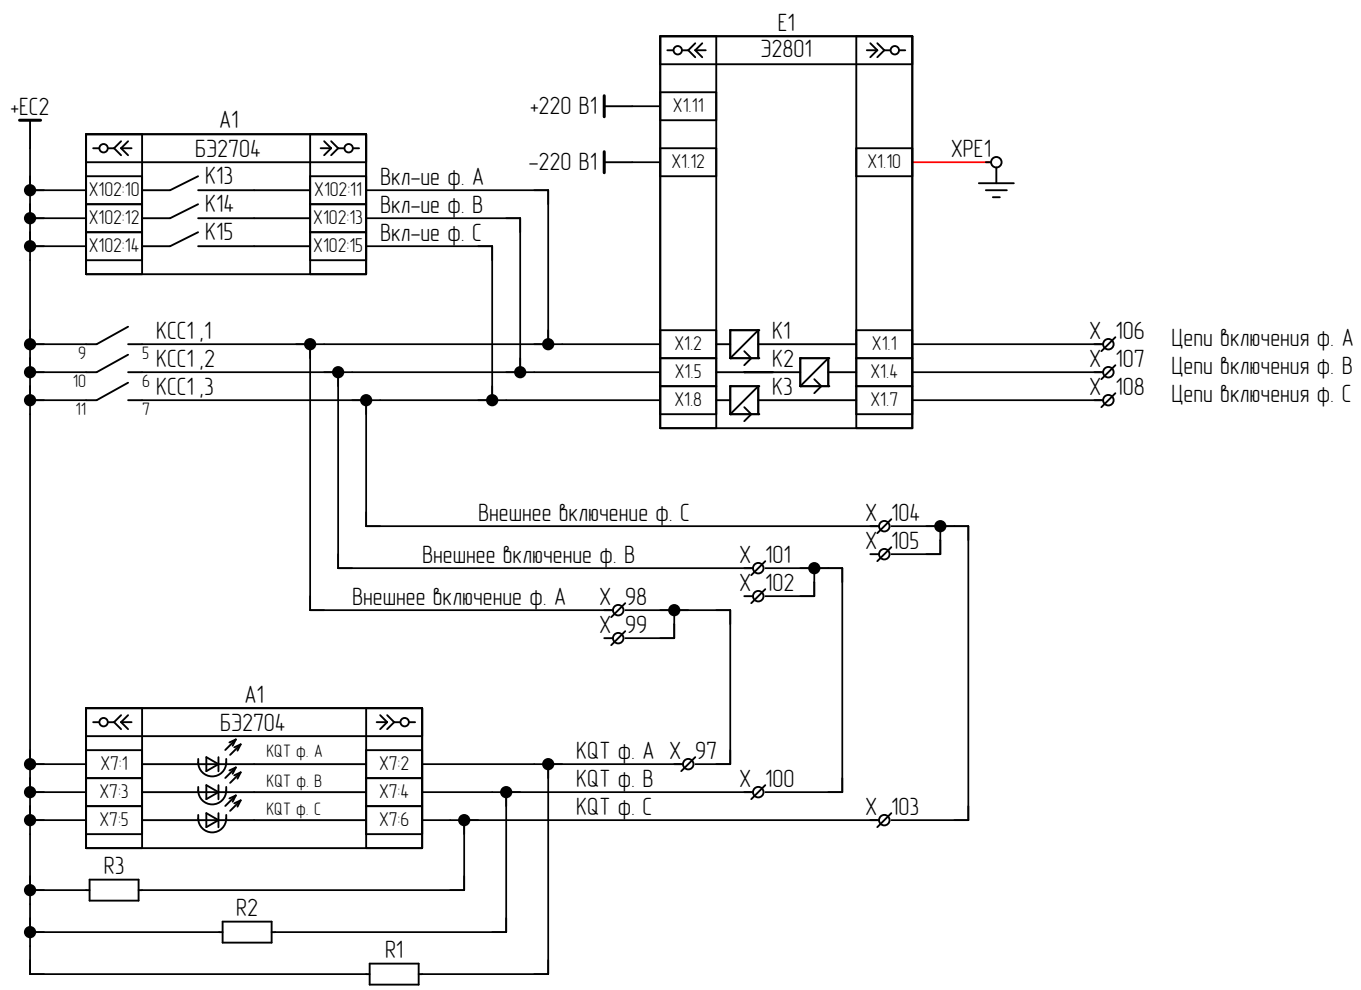 E1
Э2801
+EC2
X1.11
+220 В1
A1
БЭ2704
X1.12
-220 В1
X1.10
XPE1
X102:10
K13
X102:11
Вкл-ие ф. А
X102:12
K14
X102:13
Вкл-ие ф. В
X102:14
K15
X102:15
Вкл-ие ф. С
KCC1,1
9
5
X1.2
K1
X1.1
X 106
Цепи включения ф. А
KCC1,2
10
6
X1.5
K2
X1.4
X 107
Цепи включения ф. В
KCC1,3
11
7
X1.8
K3
X1.7
X 108
Цепи включения ф. С
Внешнее включение ф. С
X 104
X 105
Внешнее включение ф. В
X 101
X 102
Внешнее включение ф. А
X 98
X 99
A1
БЭ2704
X7:1
KQT ф. А
X7:2
KQT ф. А
X 97
X7:3
KQT ф. В
X7:4
KQT ф. В
X 100
X7:5
KQT ф. С
X7:6
KQT ф. С
X 103
R3
R2
R1